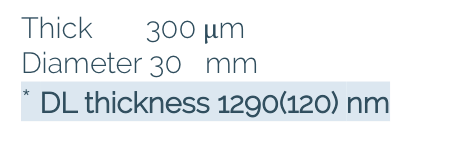 Thick 300 μm
Diameter 30 mm
* DL thickness 1290(120) nm